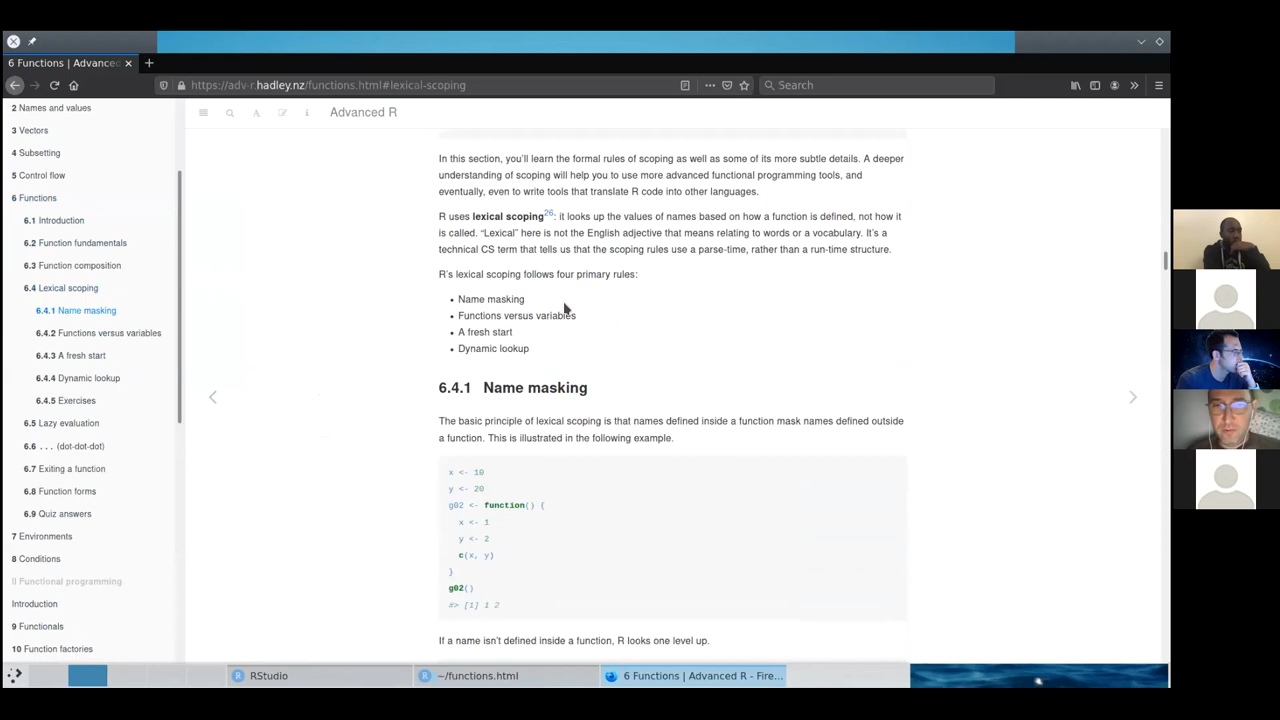 6 Functions | Advanced
https://adv-r.hadley.nz/functions.html#lexical-scoping
Search
2 Names and values
3 Vectors
4 Subsetting
5 Control flow
6 Functions
6.1 Introduction
6.2 Function fundamentals
6.3 Function composition
6.4 Lexical scoping
6.4.1 Name masking
6.4.2 Functions versus variables
6.4.3 A fresh start
6.4.4 Dynamic lookup
6.4.5 Exercises
6.5 Lazy evaluation
6.6 ... (dot-dot-dot)
6.7 Exiting a function
6.8 Function forms
6.9 Quiz answers
7 Environments
8 Conditions
II Functional programming
Introduction
9 Functionals
10 Function factories
Advanced R
In this section, you'll learn the formal rules of scoping as well as some of its more subtle details. A deeper
understanding of scoping will help you to use more advanced functional programming tools, and
eventually, even to write tools that translate R code into other languages.
R uses lexical scoping26: it looks up the values of names based on how a function is defined, not how it
is called. “Lexical” here is not the English adjective that means relating to words or a vocabulary. It's a
technical CS term that tells us that the scoping rules use a parse-time, rather than a run-time structure.
R's lexical scoping follows four primary rules:
• Name masking
• Functions versus variables
• A fresh start
• Dynamic lookup
6.4.1 Name masking
The basic principle of lexical scoping is that names defined inside a function mask names defined outside
a function. This is illustrated in the following example.
x <- 10
y <- 20
g02 <- function() {
x <- 1
y <- 2
c(x, y)
}
g02()
#> [1] 1 2
If a name isn't defined inside a function, R looks one level up.
RStudio
~/functions.html
6 Functions | Advanced R - Fire...